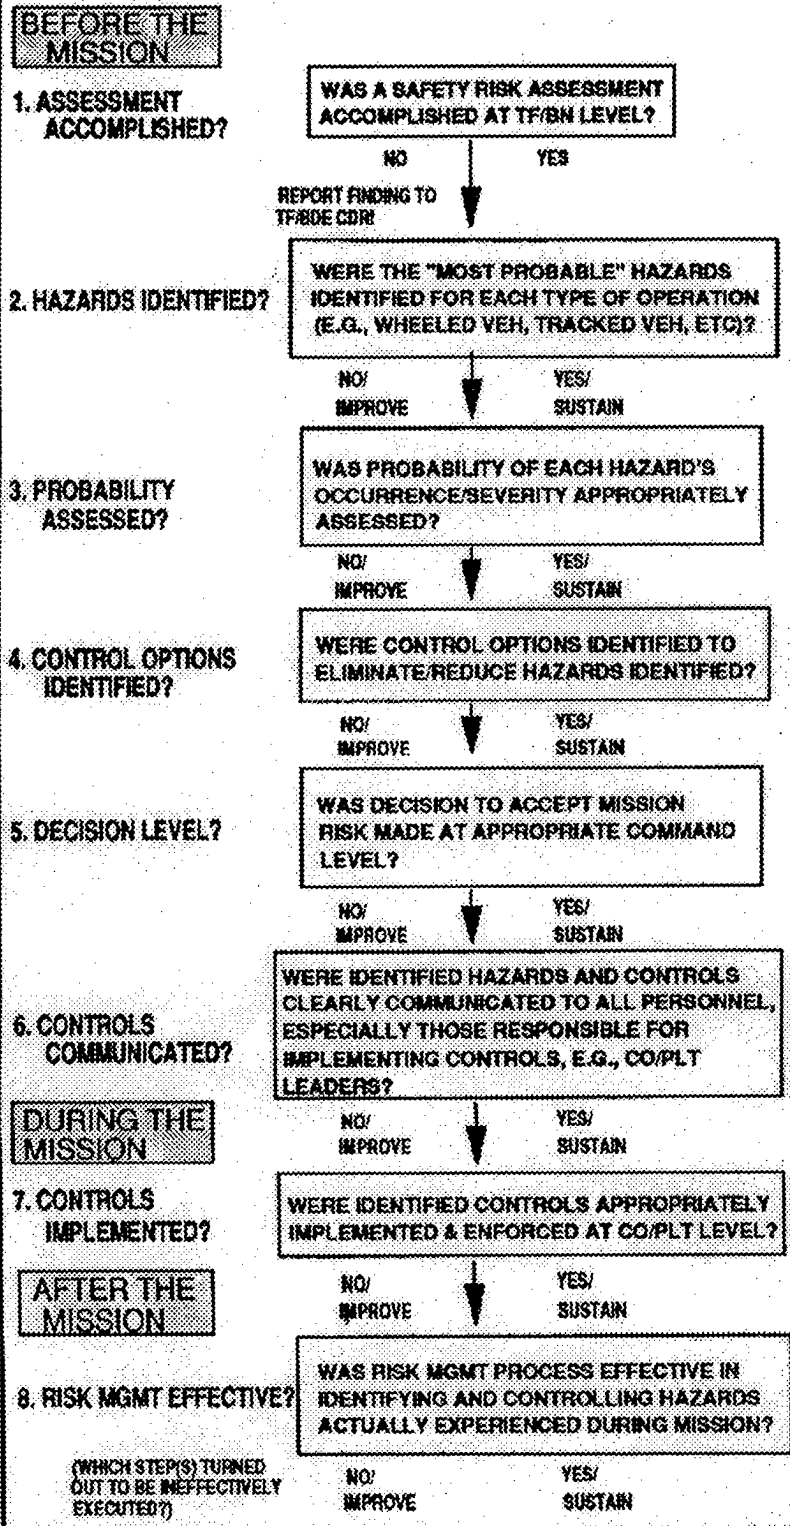 BEFORE THE
MISSION
1. ASSESSMENT
ACCOMPLISHED?
WAS A SAFETY RISK ASSESSMENT
ACCOMPLISHED AT TF/BN LEVEL?
NO YES
REPORT FINDING TO
TF/BDE CDR!
2. HAZARDS IDENTIFIED?
WERE THE "MOST PROBABLE" HAZARDS
IDENTIFIED FOR EACH TYPE OF OPERATION
(E.G., WHEELED VEH, TRACKED VEH, ETC)?
NO/ YES/
IMPROVE SUSTAIN
3. PROBABILITY
ASSESSED?
WAS PROBABILITY OF EACH HAZARD'S
OCCURRENCE/SEVERITY APPROPRIATELY
ASSESSED?
NO/ YES/
IMPROVE SUSTAIN
4. CONTROL OPTIONS
IDENTIFIED?
WERE CONTROL OPTIONS IDENTIFIED TO
ELIMINATE/REDUCE HAZARDS IDENTIFIED?
NO/ YES/
IMPROVE SUSTAIN
5. DECISION LEVEL?
WAS DECISION TO ACCEPT MISSION
RISK MADE AT APPROPRIATE COMMAND
LEVEL?
NO/ YES/
IMPROVE SUSTAIN
6. CONTROLS
COMMUNICATED?
WERE IDENTIFIED HAZARDS AND CONTROLS
CLEARLY COMMUNICATED TO ALL PERSONNEL,
ESPECIALLY THOSE RESPONSIBLE FOR
IMPLEMENTING CONTROLS, E.G., CO/PLT
LEADERS?
NO/ YES/
IMPROVE SUSTAIN
DURING THE
MISSION
7. CONTROLS
IMPLEMENTED?
WERE IDENTIFIED CONTROLS APPROPRIATELY
IMPLEMENTED & ENFORCED AT CO/PLT LEVEL?
NO/ YES/
IMPROVE SUSTAIN
AFTER THE
MISSION
8. RISK MGMT EFFECTIVE?
WAS RISK MGMT PROCESS EFFECTIVE IN
IDENTIFYING AND CONTROLLING HAZARDS
ACTUALLY EXPERIENCED DURING MISSION?
(WHICH STEP(S) TURNED
OUT TO BE INEFFECTIVELY
EXECUTED?)
NO/ YES/
IMPROVE SUSTAIN